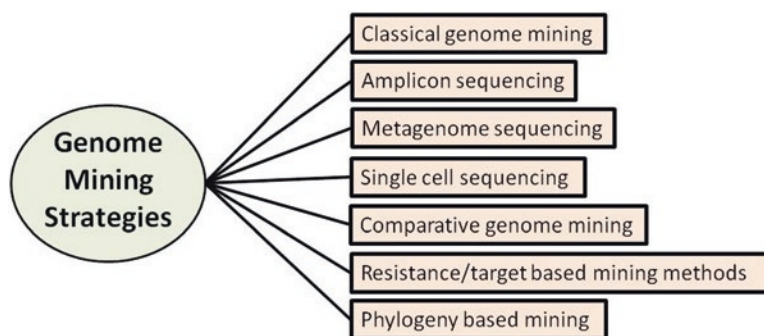 Genome
Mining
Strategies
Classical genome mining
Amplicon sequencing
Metagenome sequencing
Single cell sequencing
Comparative genome mining
Resistance/target based mining methods
Phylogeny based mining